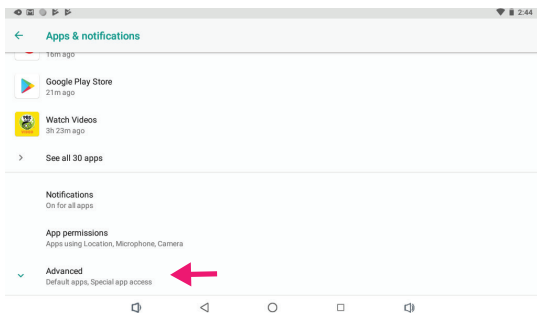 2:44
Apps & notifications
16m ago
Google Play Store
21m ago
Watch Videos
3h 23m ago
See all 30 apps
Notifications
On for all apps
App permissions
Apps using Location, Microphone, Camera
Advanced
Default apps, Special app access